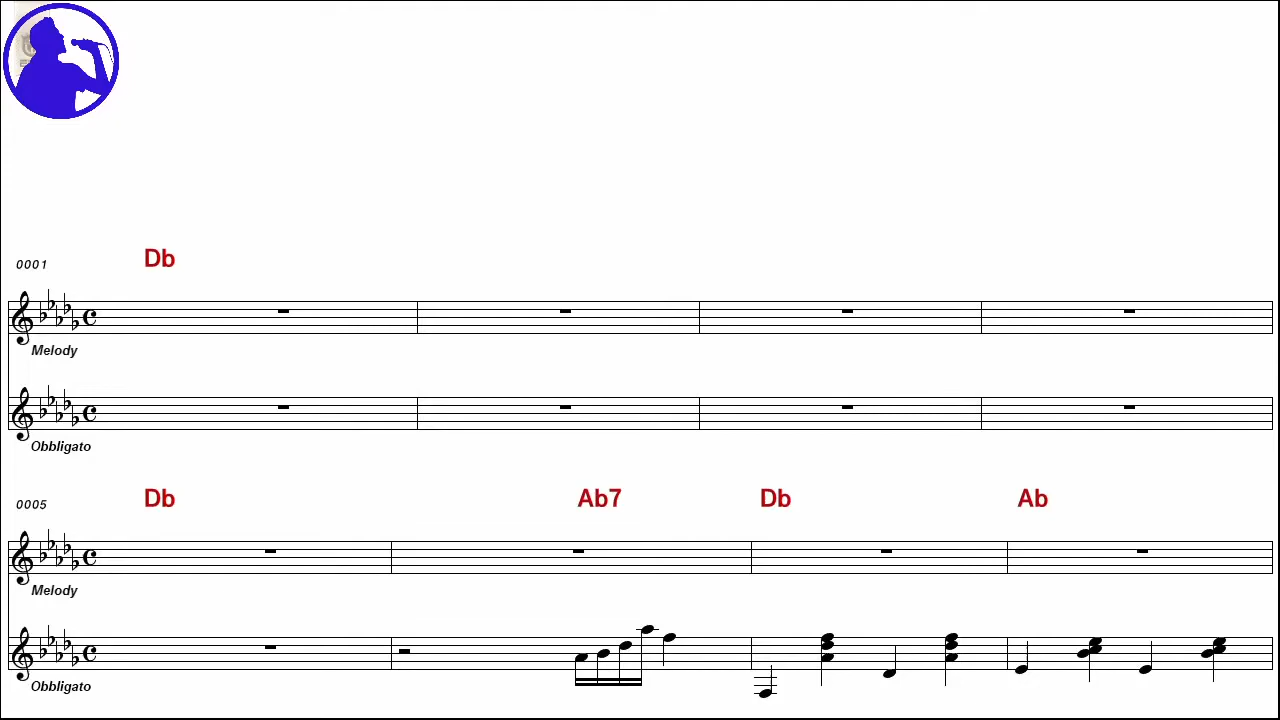 0001 Db
Melody
Obbligato
0005 Db Ab7 Db Ab
Melody
Obbligato